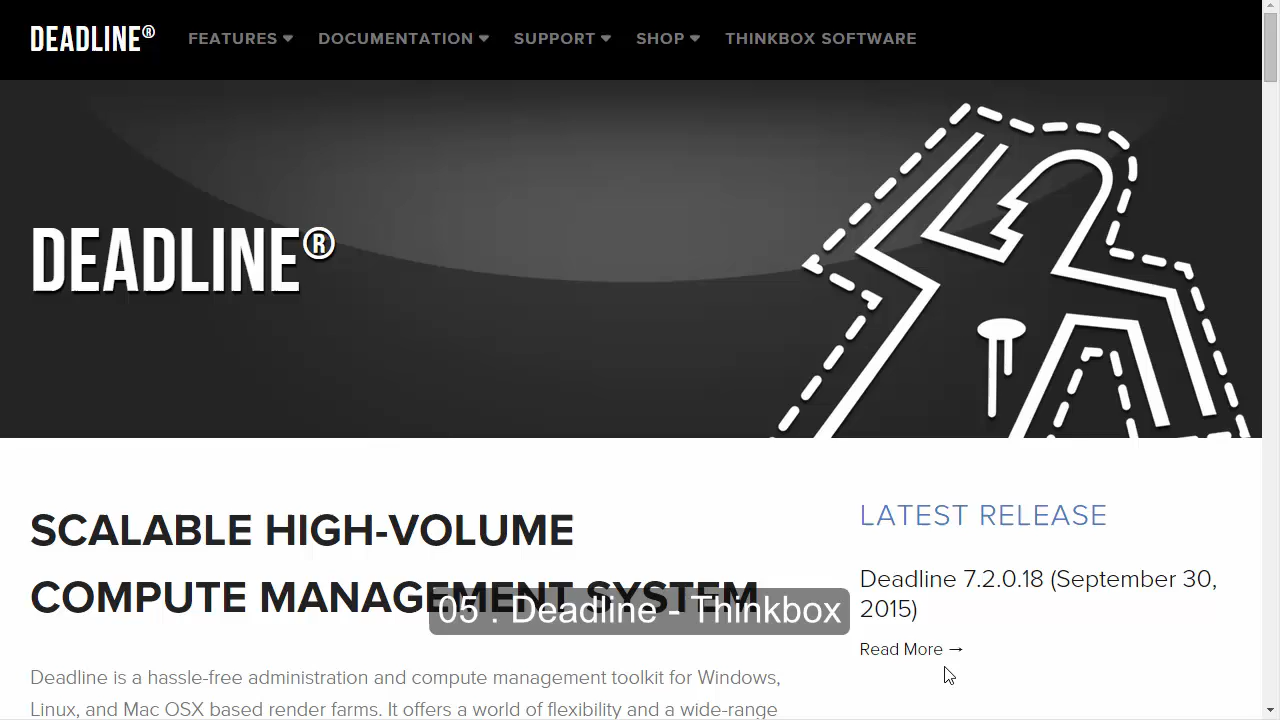 DEADLINE®
FEATURES
DOCUMENTATION
SUPPORT
SHOP
THINKBOX SOFTWARE
DEADLINE®
SCALABLE HIGH-VOLUME
COMPUTE MANAGEMENT SYSTEM
Deadline is a hassle-free administration and compute management toolkit for Windows,
Linux, and Mac OSX based render farms. It offers a world of flexibility and a wide-range
LATEST RELEASE
Deadline 7.2.0.18 (September 30,
2015)
Read More →
05 . Deadline - Thinkbox